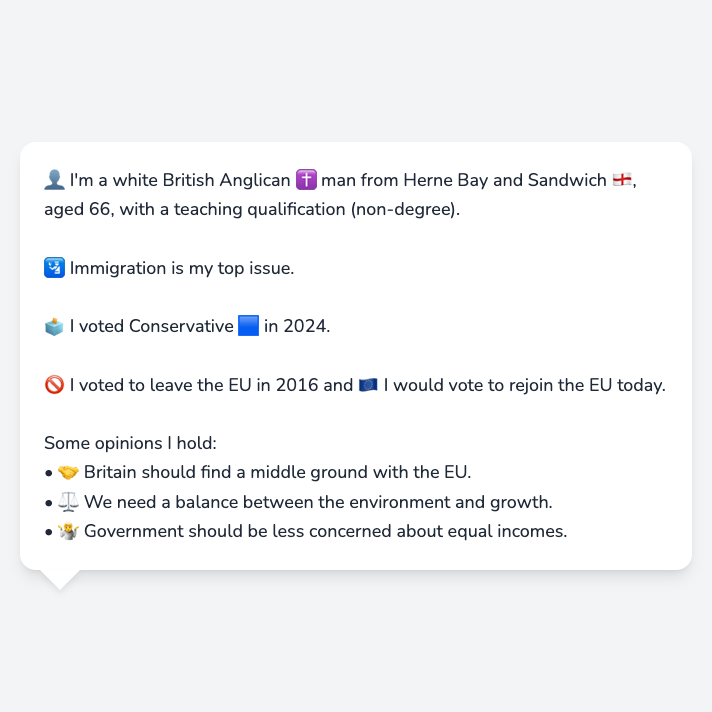 👤 I'm a white British Anglican ✝️ man from Herne Bay and Sandwich 🏴󠁧󠁢󠁥󠁮󠁧󠁿,
aged 66, with a teaching qualification (non-degree).
🛂 Immigration is my top issue.
🗳️ I voted Conservative 🟦 in 2024.
🚫 I voted to leave the EU in 2016 and 🇪🇺 I would vote to rejoin the EU today.
Some opinions I hold:
• 🤝 Britain should find a middle ground with the EU.
• ⚖️ We need a balance between the environment and growth.
• 🤷 Government should be less concerned about equal incomes.